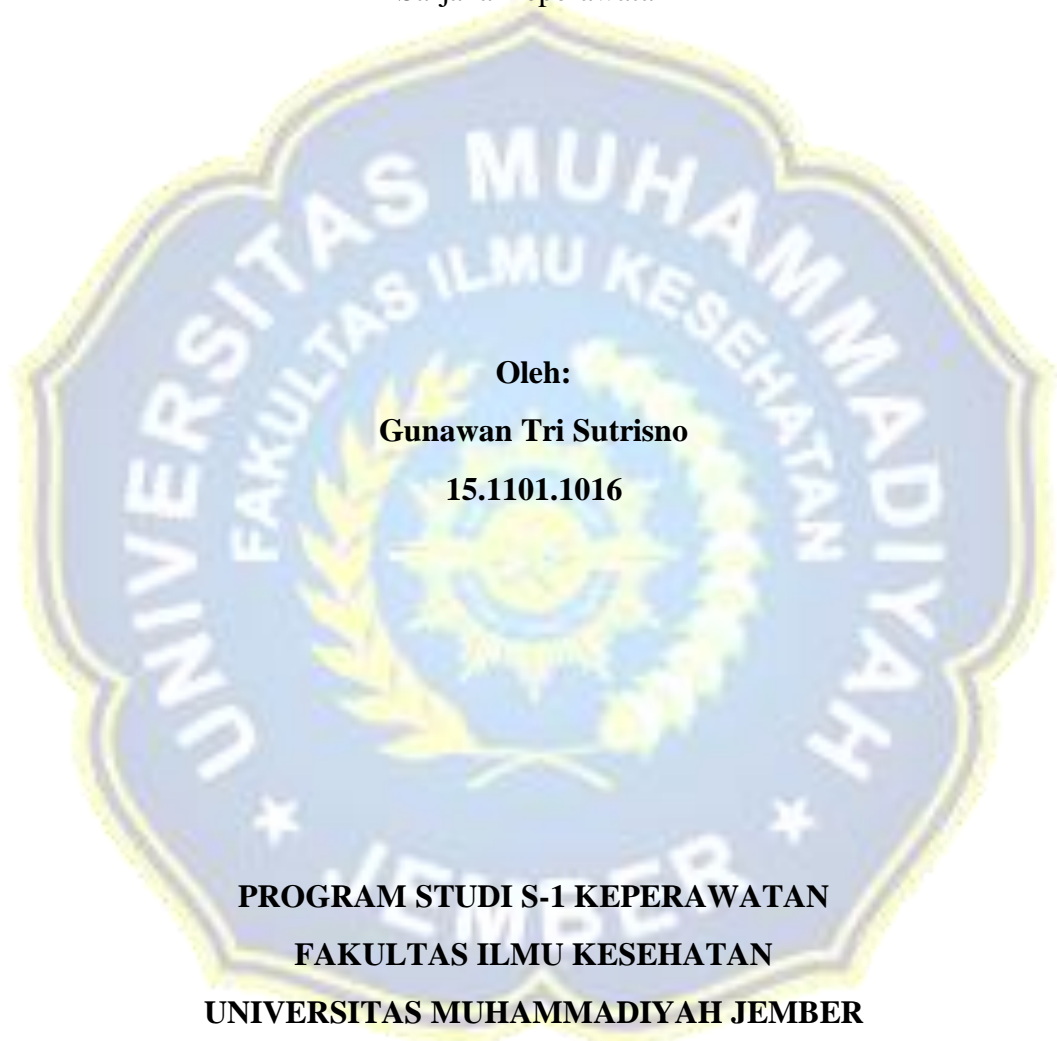 UNIVERSITAS MUHAMMADIYAH
FAKULTAS ILMU KESEHATAN
Oleh:
Gunawan Tri Sutrisno
15.1101.1016
★ JEMBER ★
PROGRAM STUDI S-1 KEPERAWATAN
FAKULTAS ILMU KESEHATAN
UNIVERSITAS MUHAMMADIYAH JEMBER